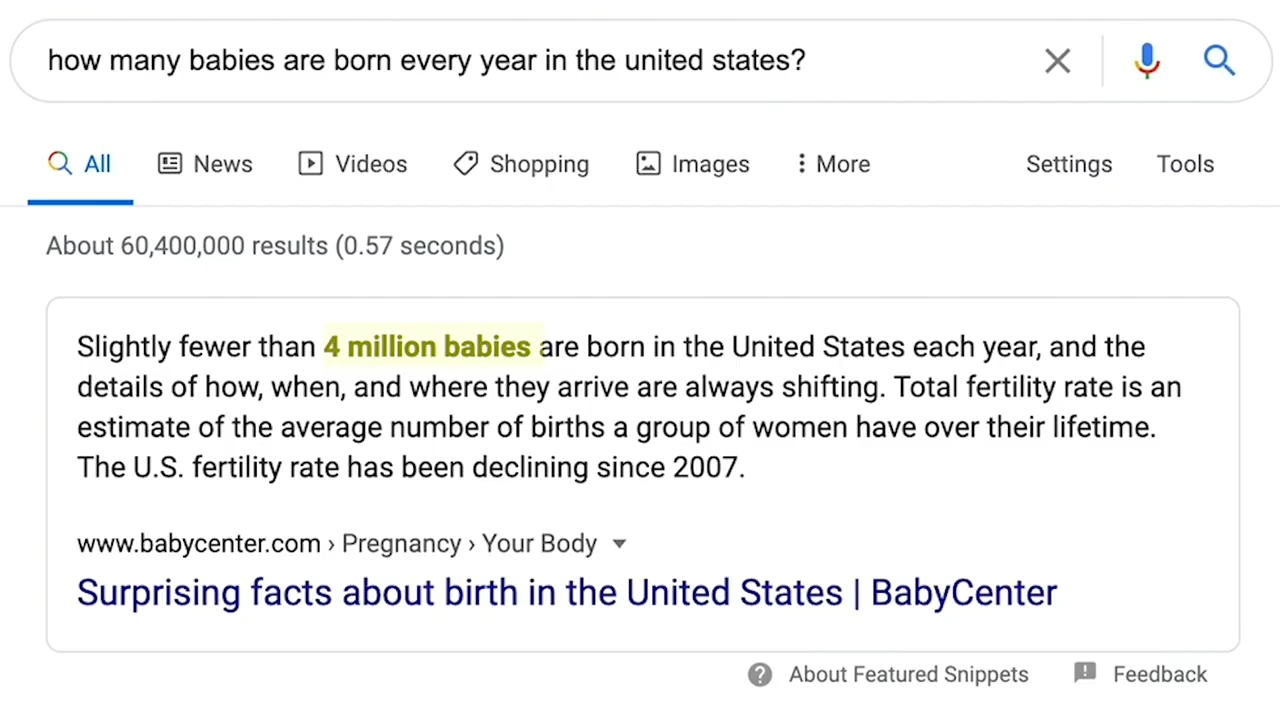 how many babies are born every year in the united states?
All News Videos Shopping Images More Settings Tools
About 60,400,000 results (0.57 seconds)
Slightly fewer than 4 million babies are born in the United States each year, and the
details of how, when, and where they arrive are always shifting. Total fertility rate is an
estimate of the average number of births a group of women have over their lifetime.
The U.S. fertility rate has been declining since 2007.
www.babycenter.com › Pregnancy › Your Body
Surprising facts about birth in the United States | BabyCenter
About Featured Snippets Feedback